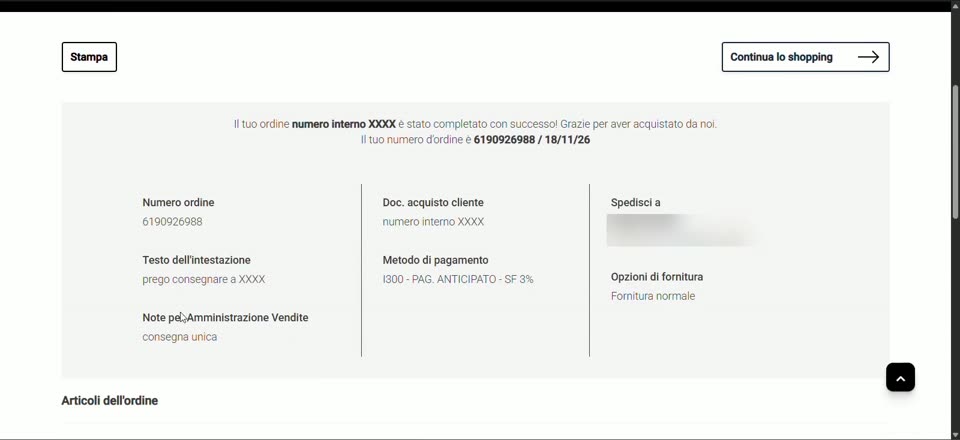 Stampa
Continua lo shopping
Il tuo ordine numero interno XXXX è stato completato con successo! Grazie per aver acquistato da noi.
Il tuo numero d'ordine è 6190926988 / 18/11/26
Numero ordine
6190926988
Testo dell'intestazione
prego consegnare a XXXX
Note pe Amministrazione Vendite
consegna unica
Doc. acquisto cliente
numero interno XXXX
Metodo di pagamento
I300 - PAG. ANTICIPATO - SF 3%
Spedisci a
Opzioni di fornitura
Fornitura normale
Articoli dell'ordine